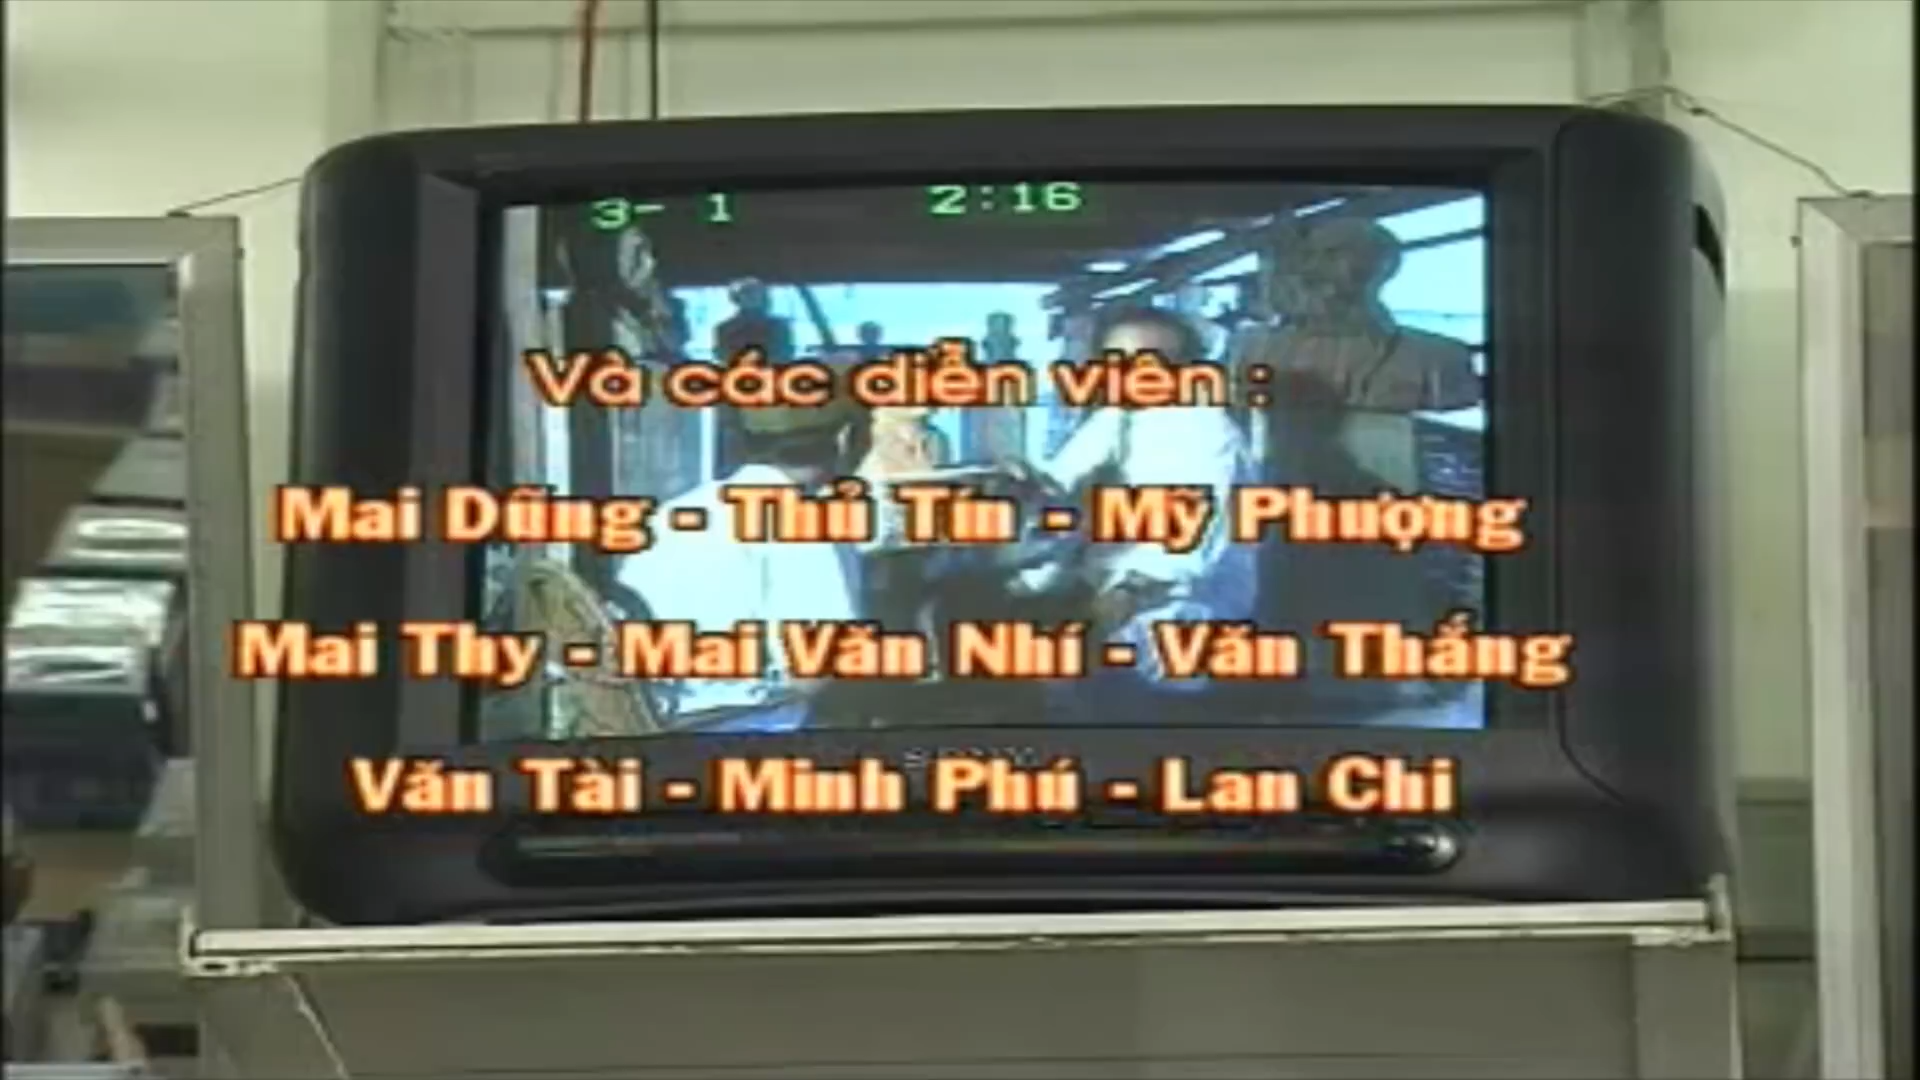 3- 1 2:16
Và các diễn viên :
Mai Dũng - Thủ Tín - Mỹ Phượng
Mai Thy - Mai Văn Nhí - Văn Thắng
Văn Tài - Minh Phú - Lan Chi